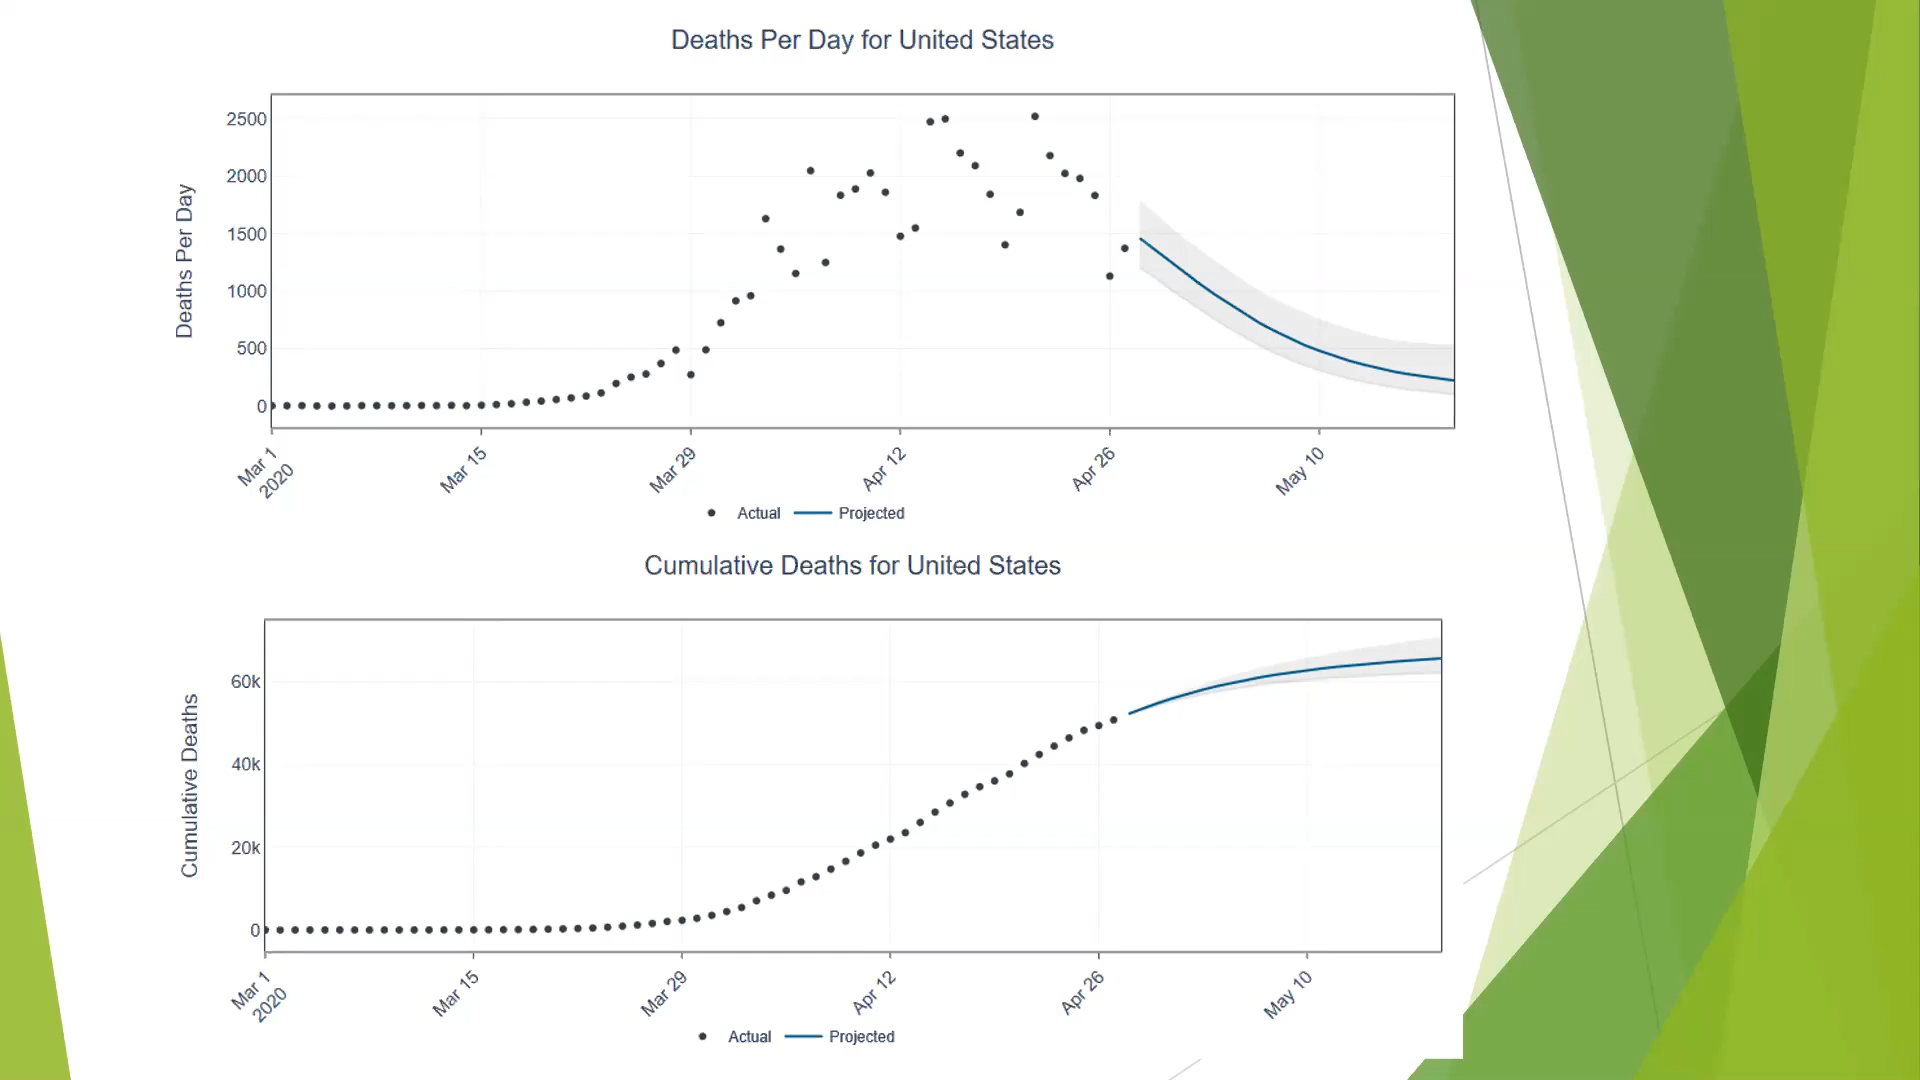 Deaths Per Day for United States
Deaths Per Day
2500
2000
1500
1000
500
0
Mar 1
2020
Mar 15
Mar 29
Apr 12
Apr 26
May 10
Actual
Projected
Cumulative Deaths for United States
Cumulative Deaths
60k
40k
20k
0
Mar 1
2020
Mar 15
Mar 29
Apr 12
Apr 26
May 10
Actual
Projected